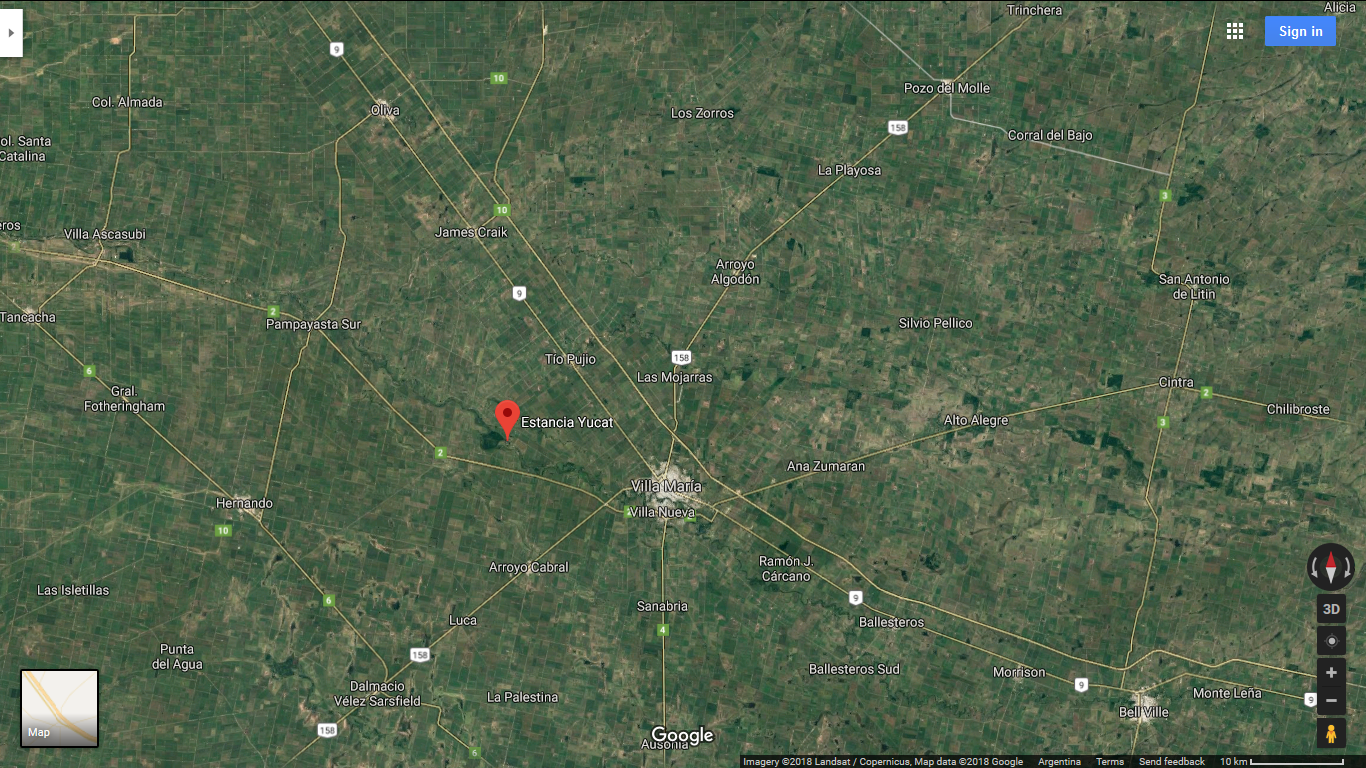 Trinchera
Alicia
Sign in
9
10
Pozo del Molle
Col. Almada
Oliva
Los Zorros
158
Corral del Bajo
ol. Santa
Catalina
La Playosa
3
10
eros
Villa Ascasubi
James Craik
Arroyo
Algodón
San Antonio
de Litin
9
2
Tancacha
Pampayasta Sur
Silvio Pellico
Tío Pujio
158
6
Las Mojarras
Cintra
2
Gral.
Fotheringham
Chilibroste
Estancia Yucat
Alto Alegre
3
2
Ana Zumaran
Villa María
Hernando
Villa Nueva
10
Arroyo Cabral
Ramón J.
Cárcano
Las Isletillas
6
9
Sanabria
3D
Luca
Ballesteros
4
Punta
del Agua
158
Ballesteros Sud
Morrison
Dalmacio
Vélez Sarsfield
La Palestina
9
Monte Leña
9
Bell Ville
Map
158
Google
Ausonia
6
Imagery ©2018 Landsat / Copernicus, Map data ©2018 Google Argentina Terms Send feedback 10 km